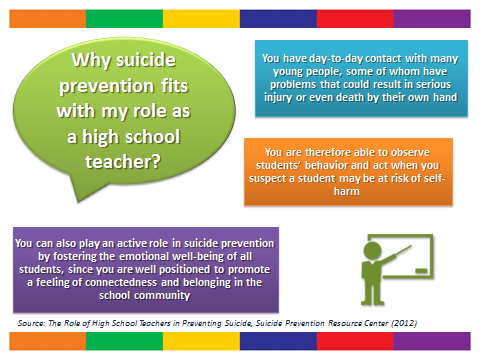 Why suicide
prevention fits
with my role as
a high school
teacher?
You have day-to-day contact with many
young people, some of whom have
problems that could result in serious
injury or even death by their own hand
You are therefore able to observe
students' behavior and act when you
suspect a student may be at risk of self-
harm
You can also play an active role in suicide prevention
by fostering the emotional well-being of all
students, since you are well positioned to promote
a feeling of connectedness and belonging in the
school community
Source: The Role of High School Teachers in Preventing Suicide, Suicide Prevention Resource Center (2012)